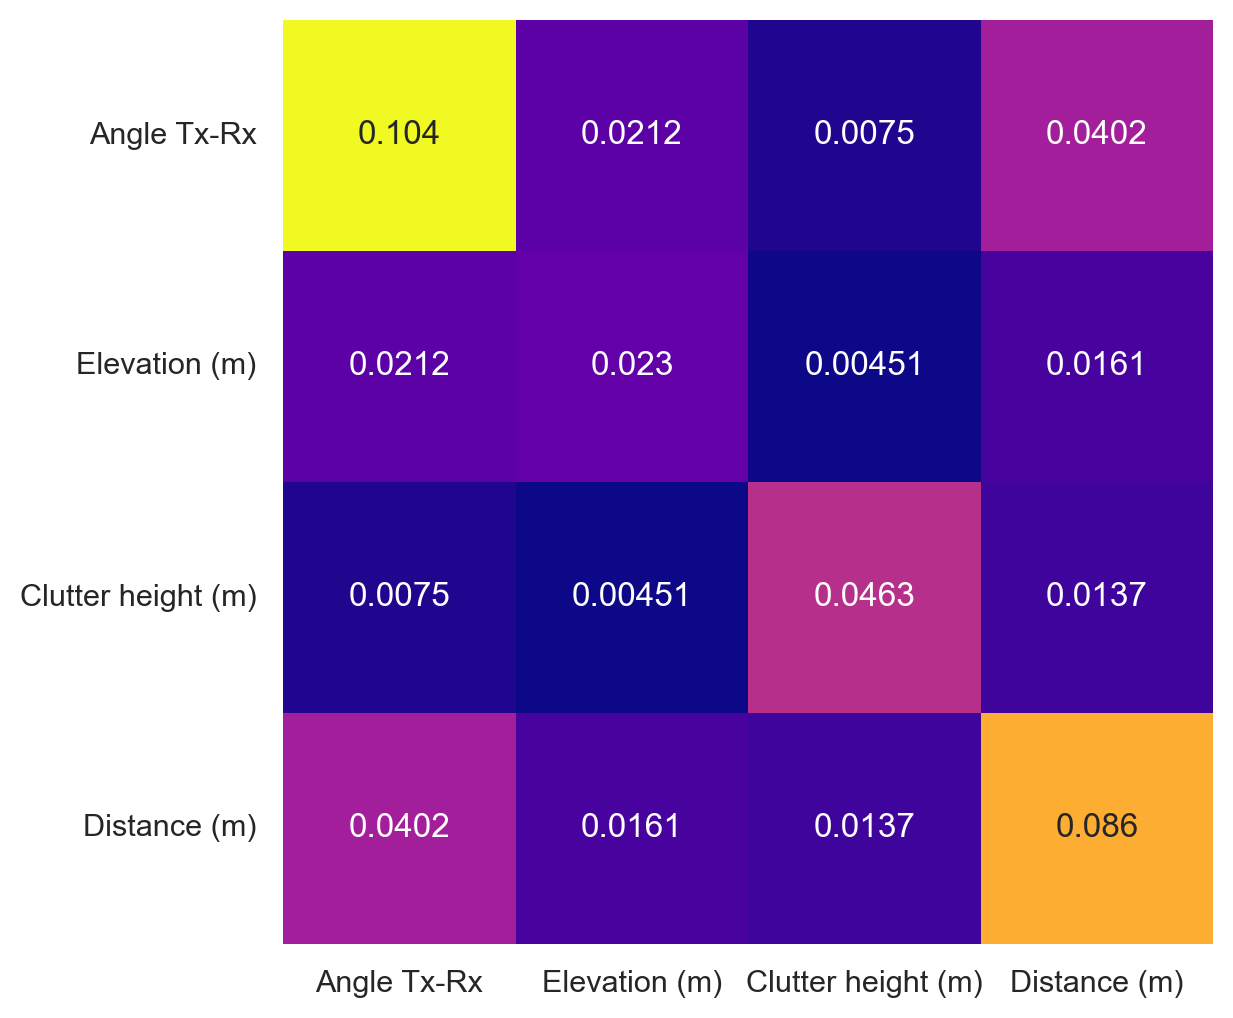 Angle Tx-Rx 0.104 0.0212 0.0075 0.0402
Elevation (m) 0.0212 0.023 0.00451 0.0161
Clutter height (m) 0.0075 0.00451 0.0463 0.0137
Distance (m) 0.0402 0.0161 0.0137 0.086
Angle Tx-Rx Elevation (m) Clutter height (m) Distance (m)